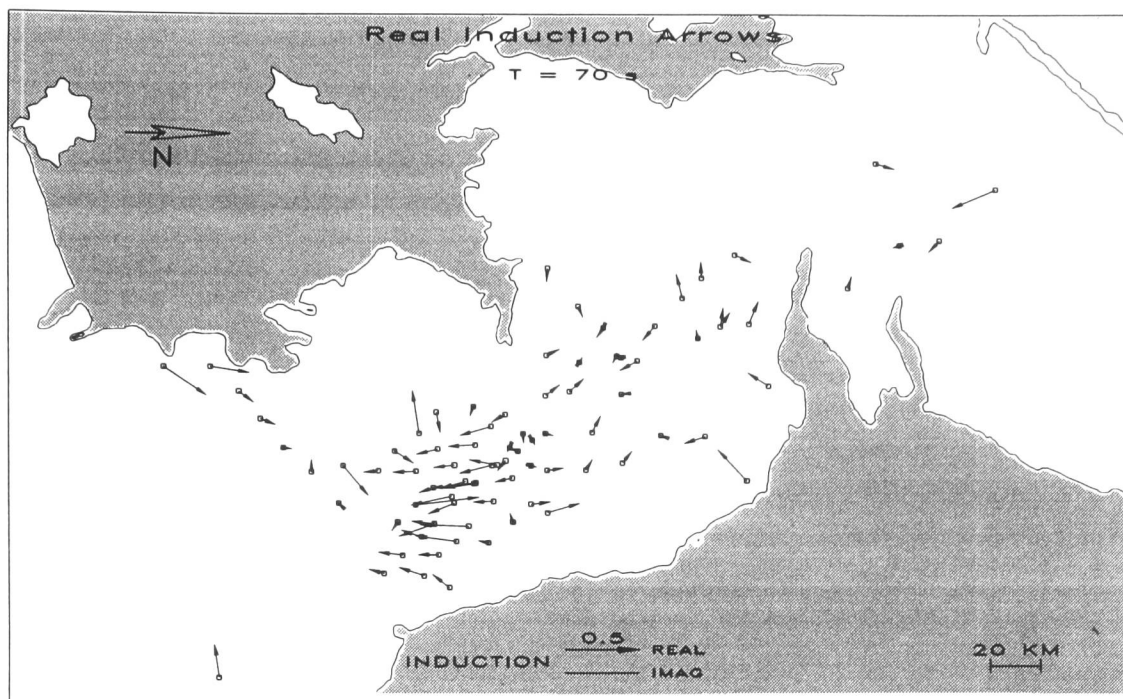 Real Induction Arrows
T = 70 s
N
0.5
INDUCTION REAL
IMAG
20 KM